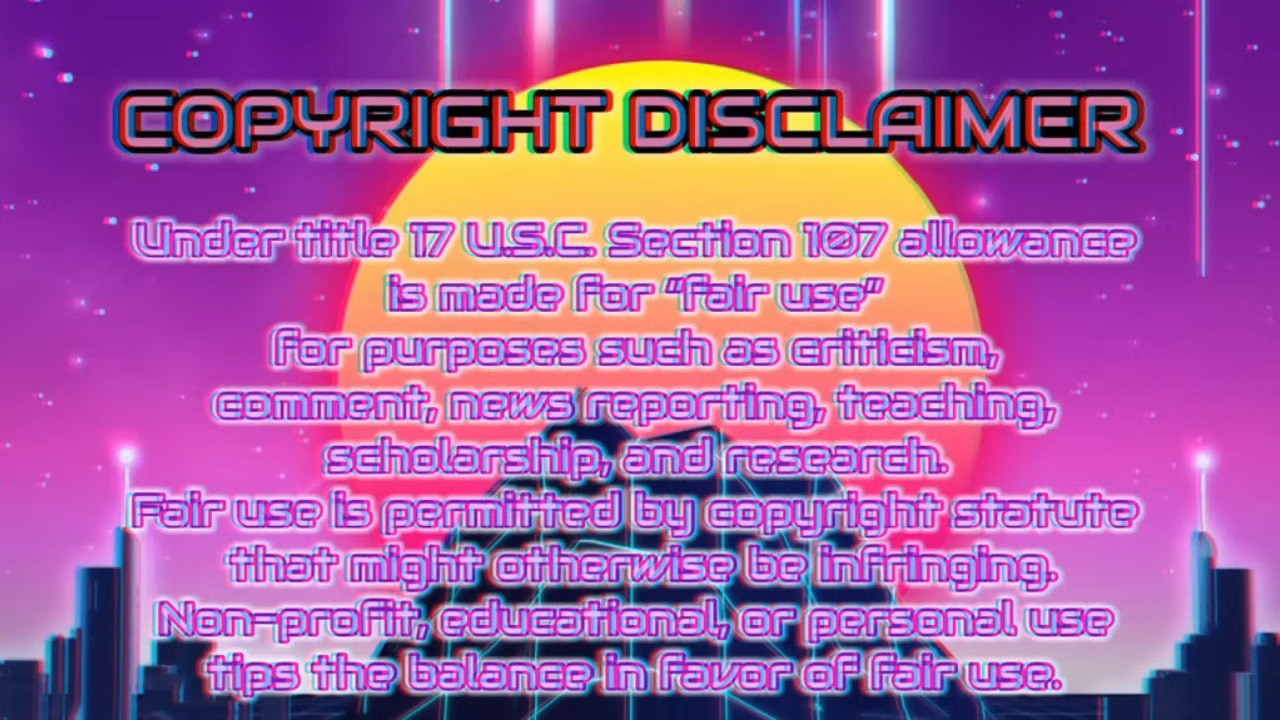 COPYRIGHT DISCLAIMER
Under title 17 U.S.C. Section 107 allowance
is made for "fair use"
for purposes such as criticism,
comment, news reporting, teaching,
scholarship, and research.
Fair use is permitted by copyright statute
that might otherwise be infringing.
Non-profit, educational, or personal use
tips the balance in favor of fair use.